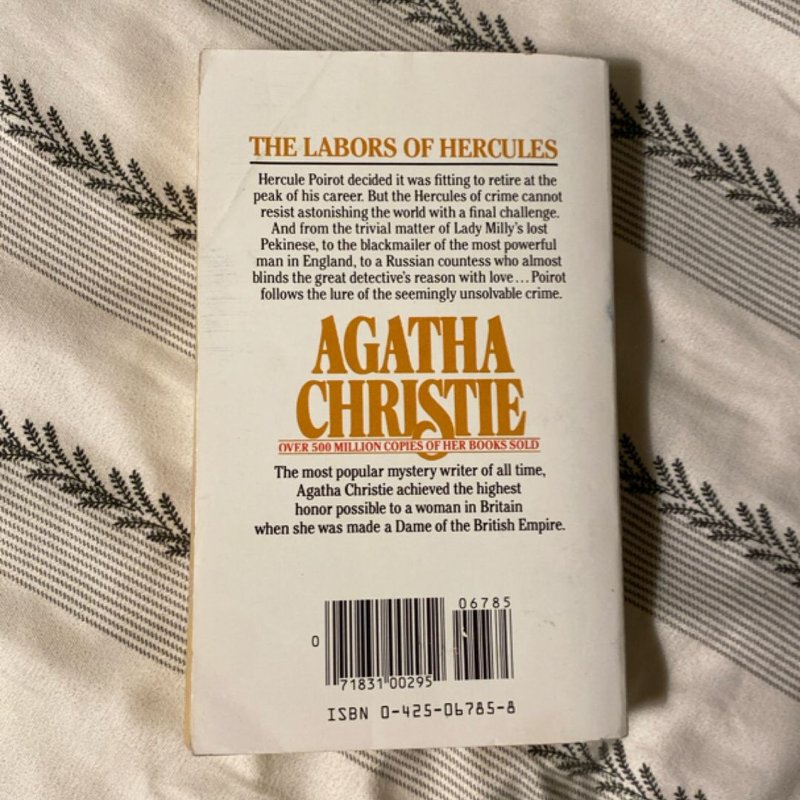 THE LABORS OF HERCULES
Hercule Poirot decided it was fitting to retire at the
peak of his career. But the Hercules of crime cannot
resist astonishing the world with a final challenge.
And from the trivial matter of Lady Milly's lost
Pekinese, to the blackmailer of the most powerful
man in England, to a Russian countess who almost
blinds the great detective's reason with love...Poirot
follows the lure of the seemingly unsolvable crime.
AGATHA
CHRISTIE
OVER 500 MILLION COPIES OF HER BOOKS SOLD
The most popular mystery writer of all time,
Agatha Christie achieved the highest
honor possible to a woman in Britain
when she was made a Dame of the British Empire.
06785
0
71831 00295
ISBN 0-425-06785-8